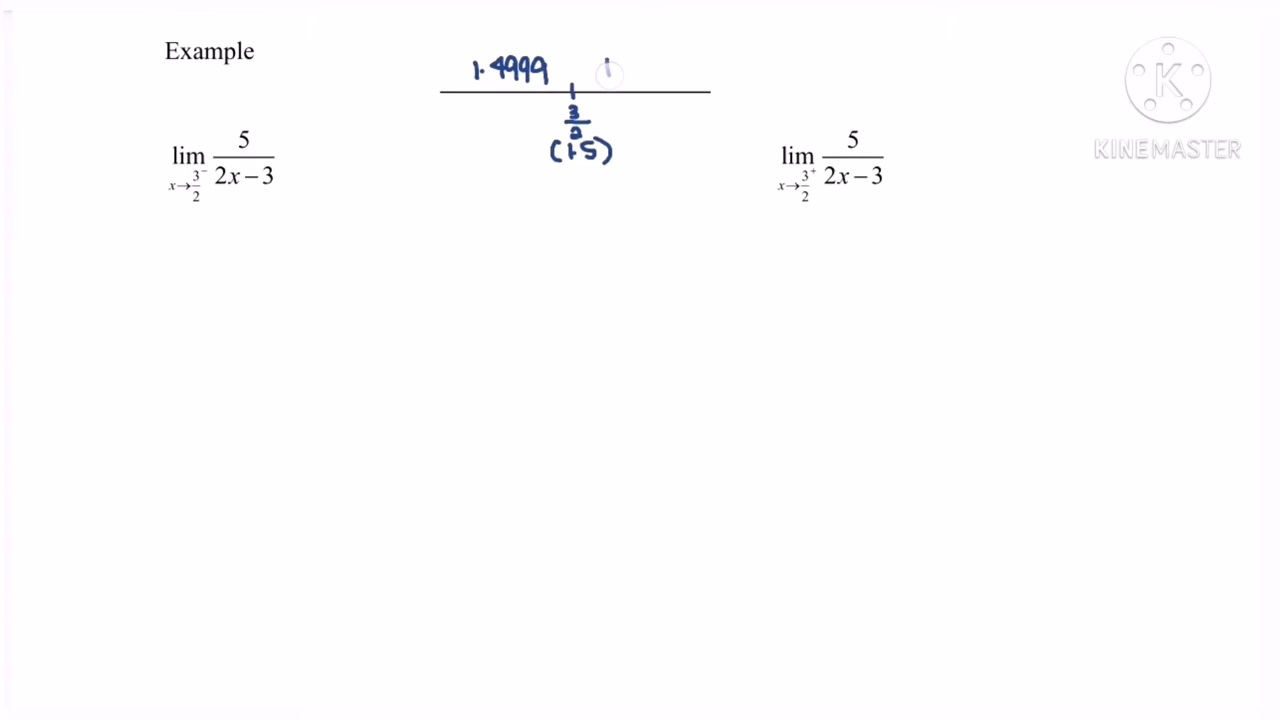 Example
1.4999 1
3/2
(1.5)
lim x→3/2⁻ 5/(2x−3)
lim x→3/2⁺ 5/(2x−3)
K
KINEMASTER